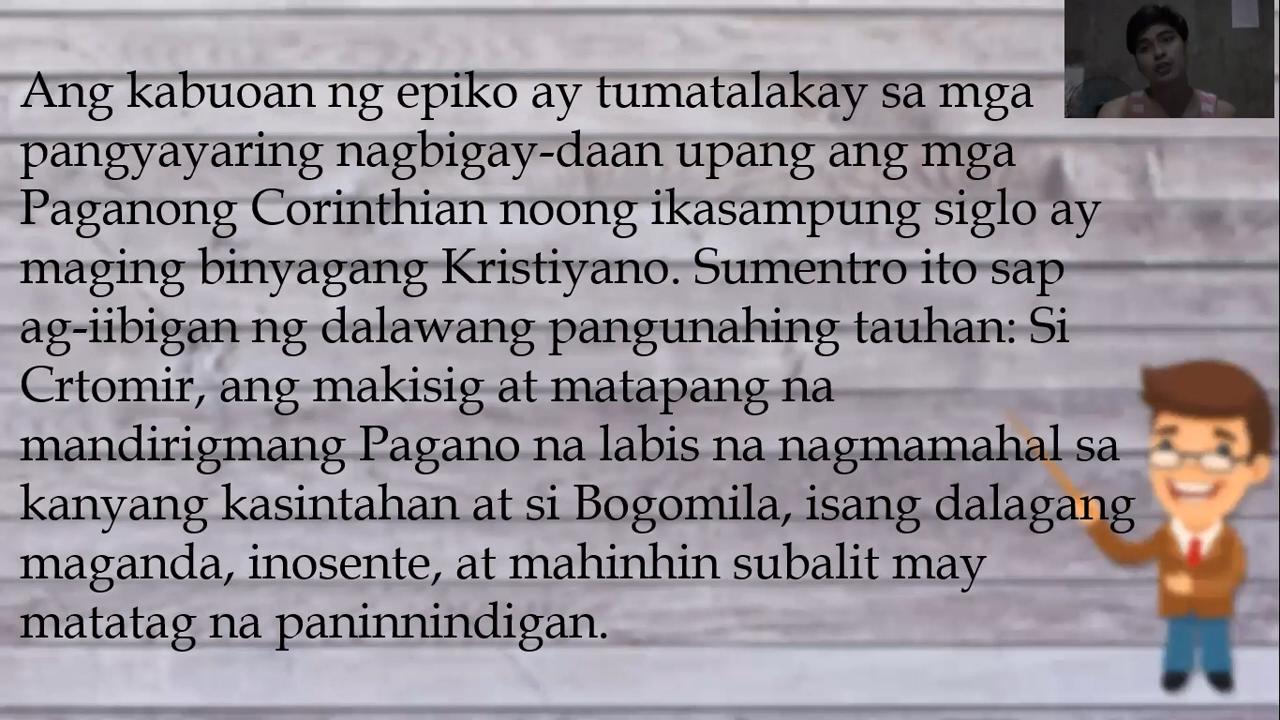 Ang kabuoan ng epiko ay tumatalakay sa mga
pangyayaring nagbigay-daan upang ang mga
Paganong Corinthian noong ikasampung siglo ay
maging binyagang Kristiyano. Sumentro ito sap
ag-iibigan ng dalawang pangunahing tauhan: Si
Crtomir, ang makisig at matapang na
mandirigmang Pagano na labis na nagmamahal sa
kanyang kasintahan at si Bogomila, isang dalagang
maganda, inosente, at mahinhin subalit may
matatag na paninnindigan.